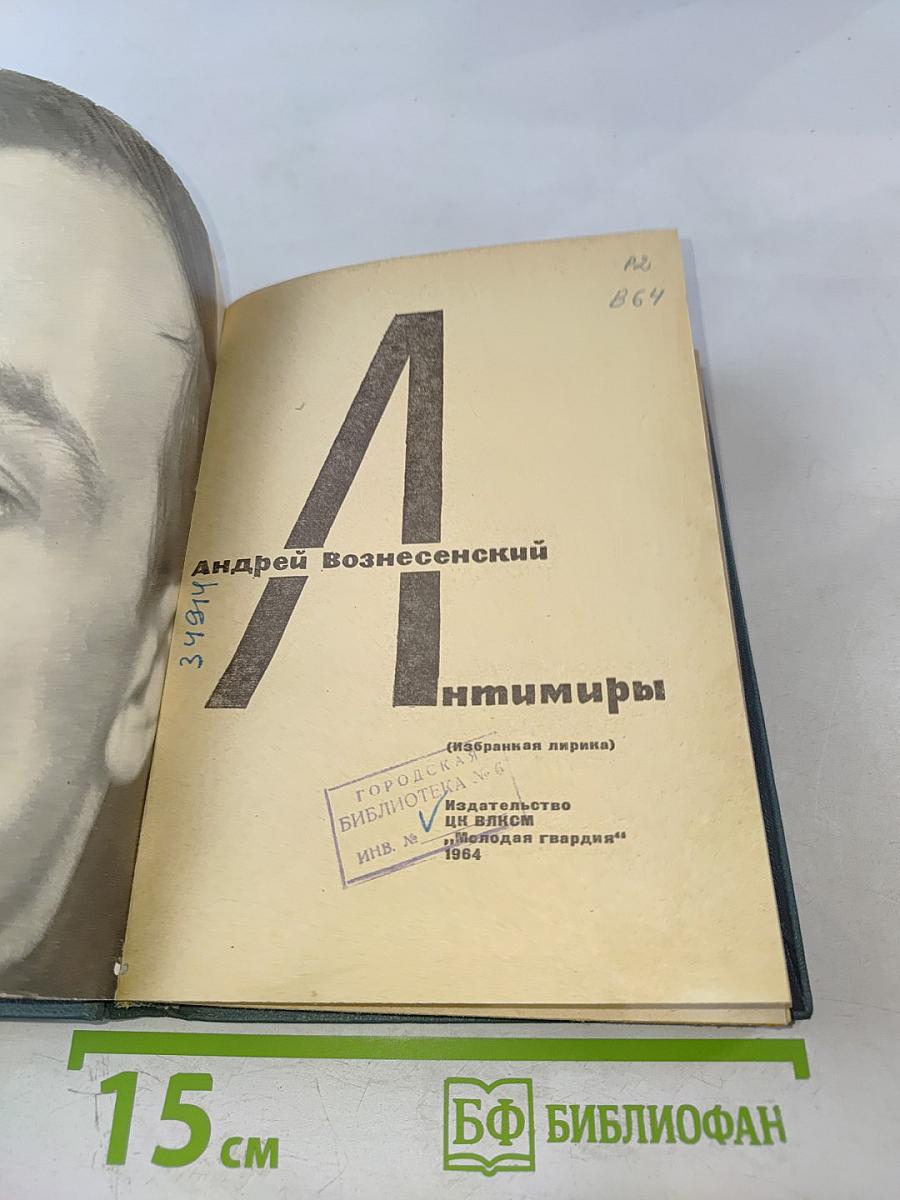 Р2
В64
Андрей Вознесенский
34914
Антимиры
(Избранная лирика)
ГОРОДСКАЯ
БИБЛИОТЕКА № 6
ИНВ. №
Издательство
ЦК ВЛКСМ
„Молодая гвардия“
1964
15 см
БФ БИБЛИОФАН